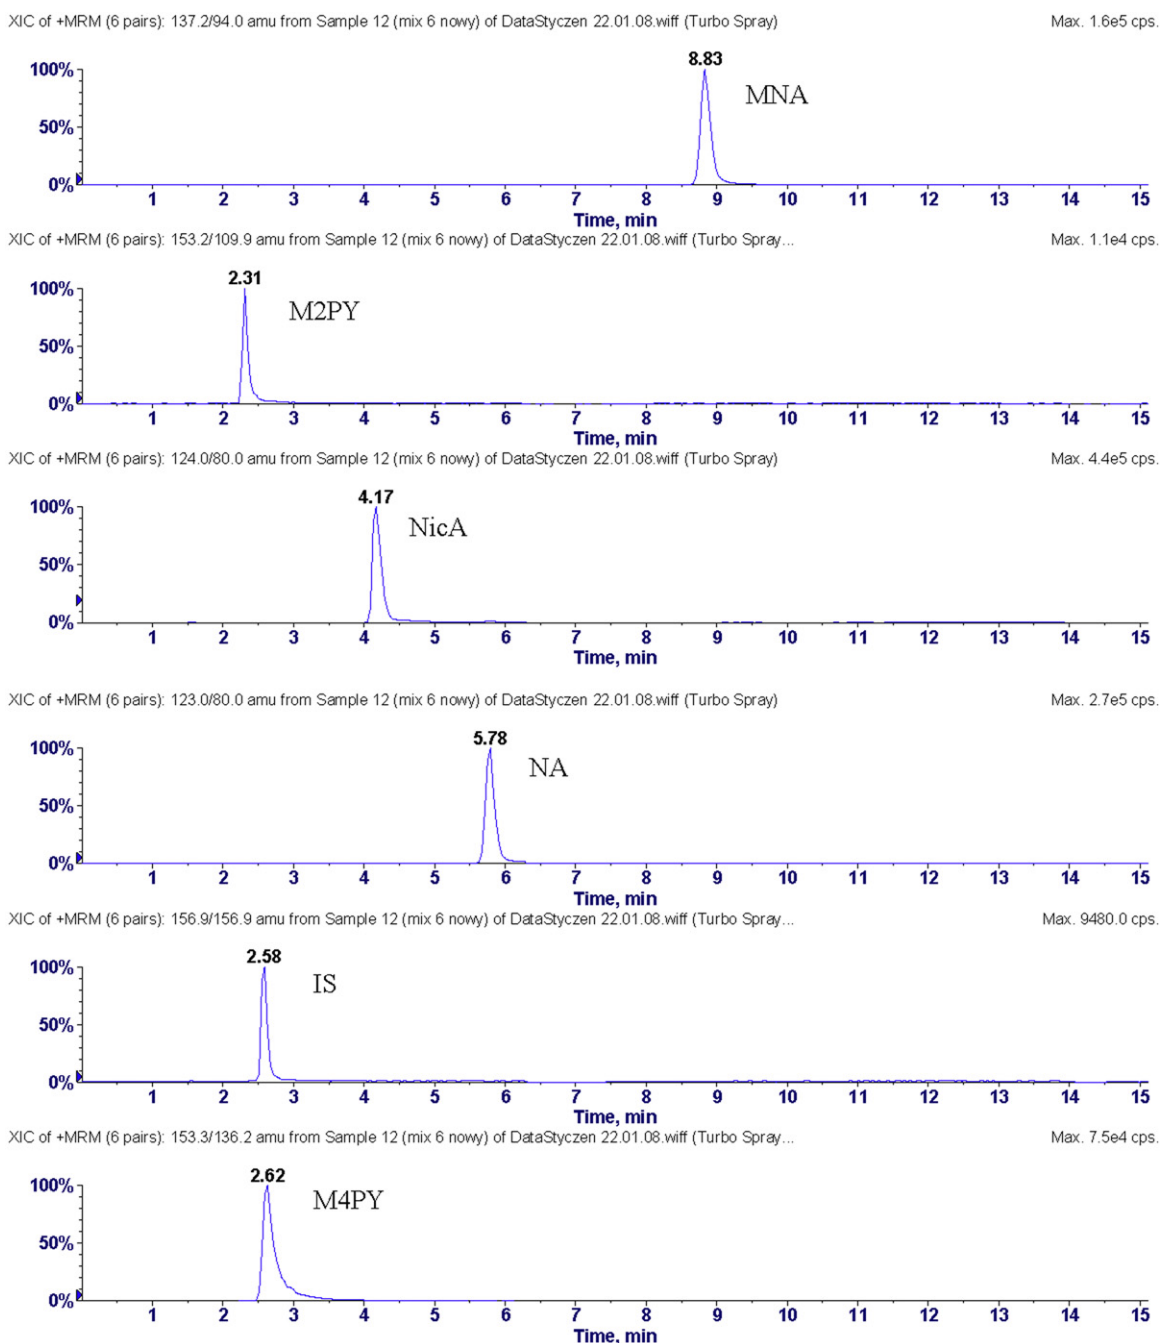 XIC of +MRM (6 pairs): 137.2/94.0 amu from Sample 12 (mix 6 nowy) of DataStyczen 22.01.08.wiff (Turbo Spray) Max. 1.6e5 cps.
8.83
100%
MNA
50%
0%
1 2 3 4 5 6 7 8 9 10 11 12 13 14 15
Time, min
XIC of +MRM (6 pairs): 153.2/109.9 amu from Sample 12 (mix 6 nowy) of DataStyczen 22.01.08.wiff (Turbo Spray... Max. 1.1e4 cps.
2.31
100%
M2PY
50%
0%
1 2 3 4 5 6 7 8 9 10 11 12 13 14 15
Time, min
XIC of +MRM (6 pairs): 124.0/80.0 amu from Sample 12 (mix 6 nowy) of DataStyczen 22.01.08.wiff (Turbo Spray) Max. 4.4e5 cps.
4.17
100%
NicA
50%
0%
1 2 3 4 5 6 7 8 9 10 11 12 13 14 15
Time, min
XIC of +MRM (6 pairs): 123.0/80.0 amu from Sample 12 (mix 6 nowy) of DataStyczen 22.01.08.wiff (Turbo Spray) Max. 2.7e5 cps.
5.78
100%
NA
50%
0%
1 2 3 4 5 6 7 8 9 10 11 12 13 14 15
Time, min
XIC of +MRM (6 pairs): 156.9/156.9 amu from Sample 12 (mix 6 nowy) of DataStyczen 22.01.08.wiff (Turbo Spray... Max. 9480.0 cps.
2.58
100%
IS
50%
0%
1 2 3 4 5 6 7 8 9 10 11 12 13 14 15
Time, min
XIC of +MRM (6 pairs): 153.3/136.2 amu from Sample 12 (mix 6 nowy) of DataStyczen 22.01.08.wiff (Turbo Spray... Max. 7.5e4 cps.
2.62
100%
M4PY
50%
0%
1 2 3 4 5 6 7 8 9 10 11 12 13 14 15
Time, min